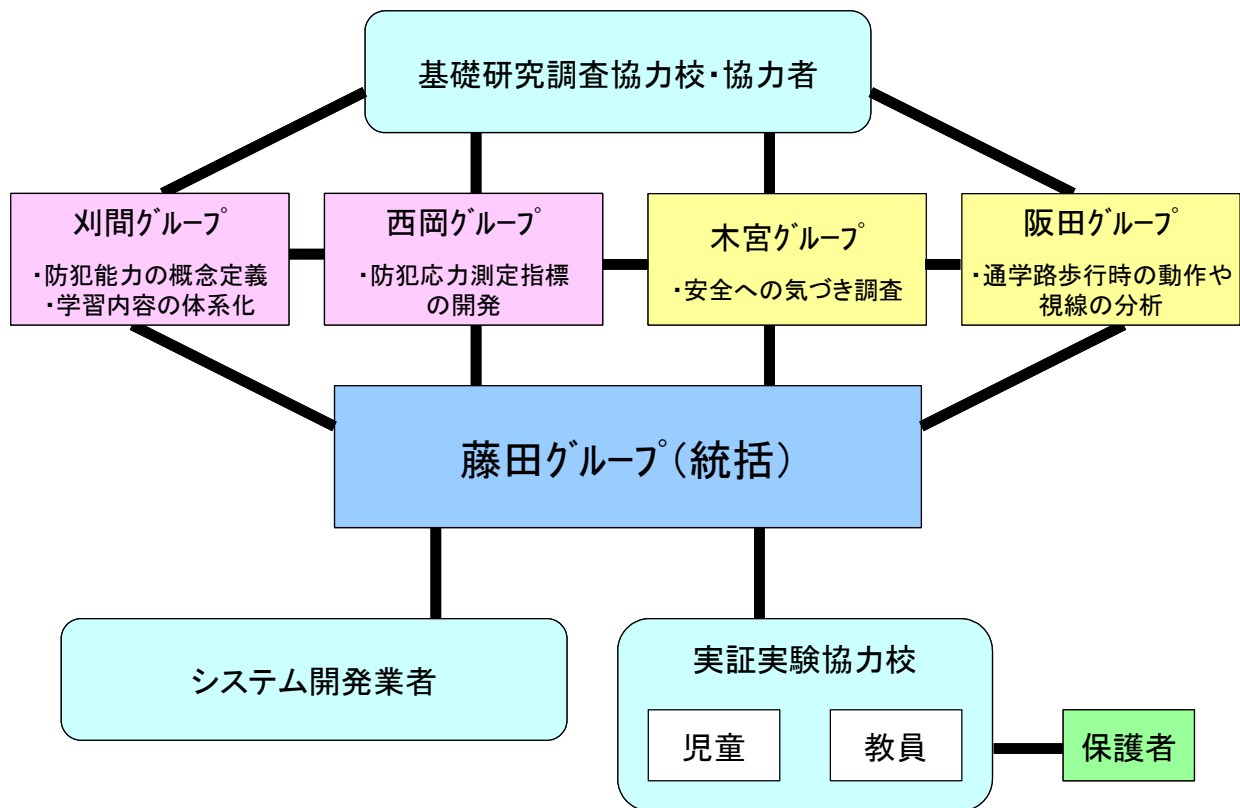 基礎研究調査協力校・協力者
刈間グループ
・防犯能力の概念定義
・学習内容の体系化
西岡グループ
・防犯応力測定指標
の開発
木宮グループ
・安全への気づき調査
阪田グループ
・通学路歩行時の動作や
視線の分析
藤田グループ(統括)
システム開発業者
実証実験協力校
児童
教員
保護者